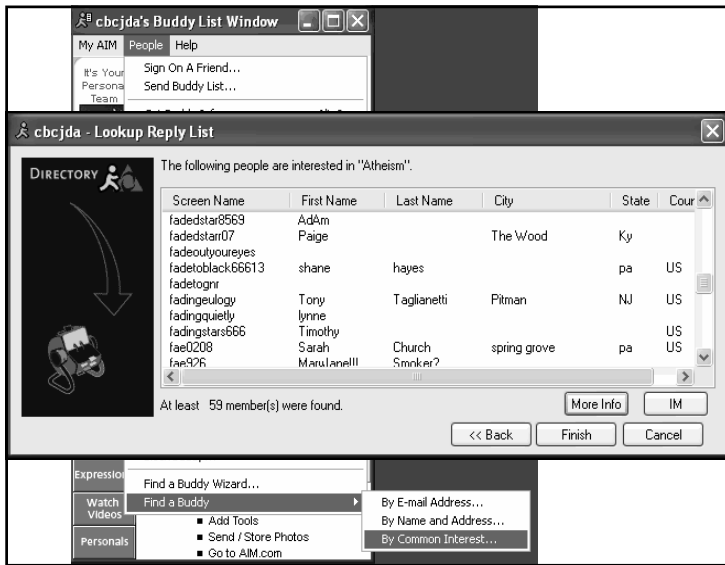 cbcjda's Buddy List Window
My AIM People Help
It's Your
Persona
Team
Sign On A Friend...
Send Buddy List...
cbcjda - Lookup Reply List
DIRECTORY
The following people are interested in "Atheism".
Screen Name First Name Last Name City State Cour
fadedstar8569 AdAm
fadedstarr07 Paige The Wood Ky
fadeoutyoureyes
fadetoblack66613 shane hayes pa US
fadetognr
fadingeulogy Tony Taglianetti Pitman NJ US
fadingquietly lynne
fadingstars666 Timothy US
fae0208 Sarah Church spring grove pa US
fae926 MaryJane!!! Smoker?
At least 59 member(s) were found.
More Info IM
<< Back Finish Cancel
Expression
Watch
Videos
Personals
Find a Buddy Wizard...
Find a Buddy
Add Tools
Send / Store Photos
Go to AIM.com
By E-mail Address...
By Name and Address...
By Common Interest...